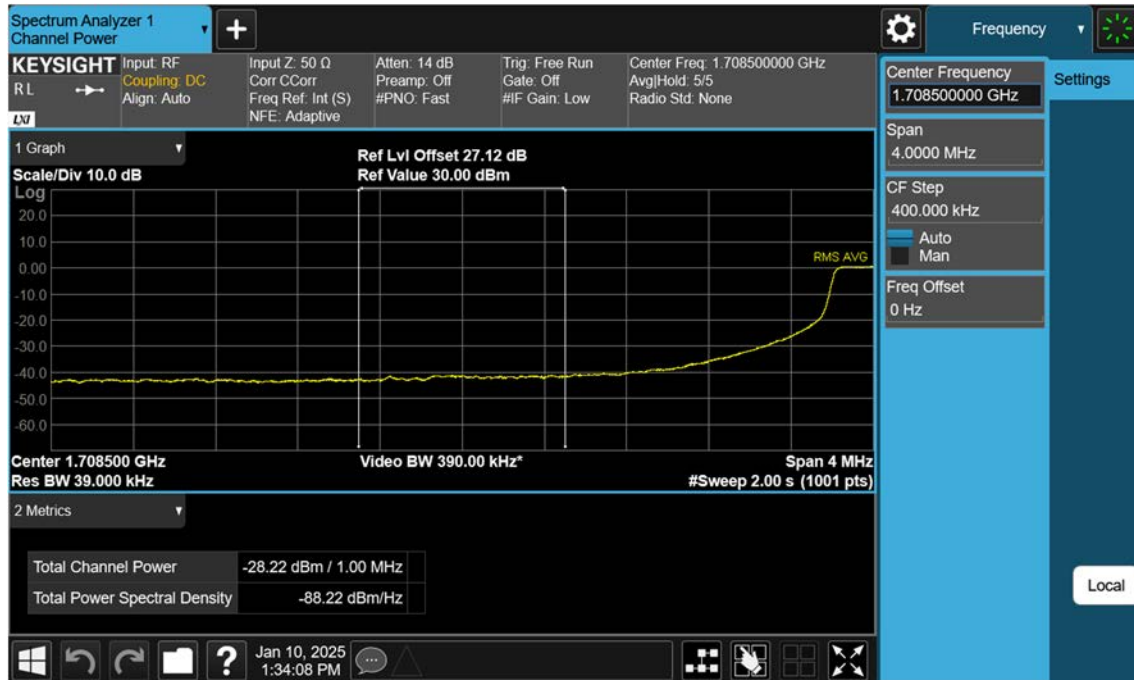 Spectrum Analyzer 1
Channel Power
+
Frequency
KEYSIGHT
R L
LXI
Input: RF
Coupling: DC
Align: Auto
Input Z: 50 Ω
Corr CCorr
Freq Ref: Int (S)
NFE: Adaptive
Atten: 14 dB
Preamp: Off
#PNO: Fast
Trig: Free Run
Gate: Off
#IF Gain: Low
Center Freq: 1.708500000 GHz
Avg|Hold: 5/5
Radio Std: None
Center Frequency
1.708500000 GHz
Settings
Span
4.0000 MHz
CF Step
400.000 kHz
Auto
Man
Freq Offset
0 Hz
1 Graph
Scale/Div 10.0 dB
Ref Lvl Offset 27.12 dB
Ref Value 30.00 dBm
Log
20.0
10.0
0.00
-10.0
-20.0
-30.0
-40.0
-50.0
-60.0
RMS AVG
Center 1.708500 GHz
Video BW 390.00 kHz*
Span 4 MHz
Res BW 39.000 kHz
#Sweep 2.00 s (1001 pts)
2 Metrics
Total Channel Power -28.22 dBm / 1.00 MHz
Total Power Spectral Density -88.22 dBm/Hz
Local
?
Jan 10, 2025
1:34:08 PM